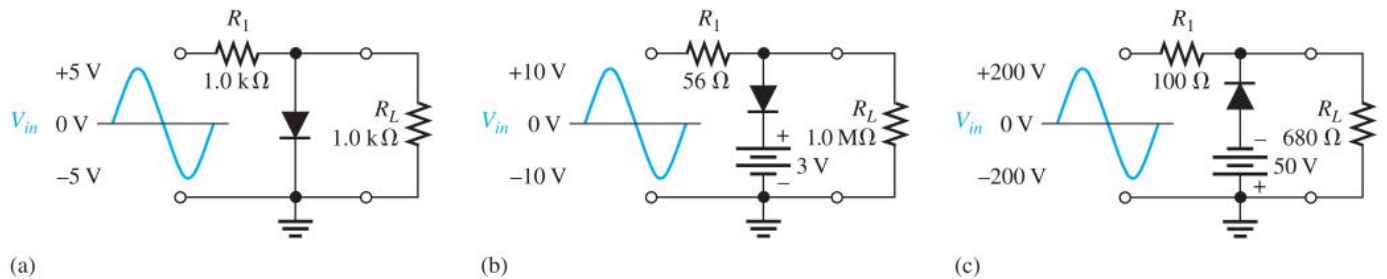 R1
+5 V
1.0 kΩ
Vin
0 V
RL
1.0 kΩ
–5 V
(a)
R1
+10 V
56 Ω
Vin
0 V
RL
1.0 MΩ
+
3 V
–
–10 V
(b)
R1
+200 V
100 Ω
Vin
0 V
RL
680 Ω
–
50 V
+
–200 V
(c)